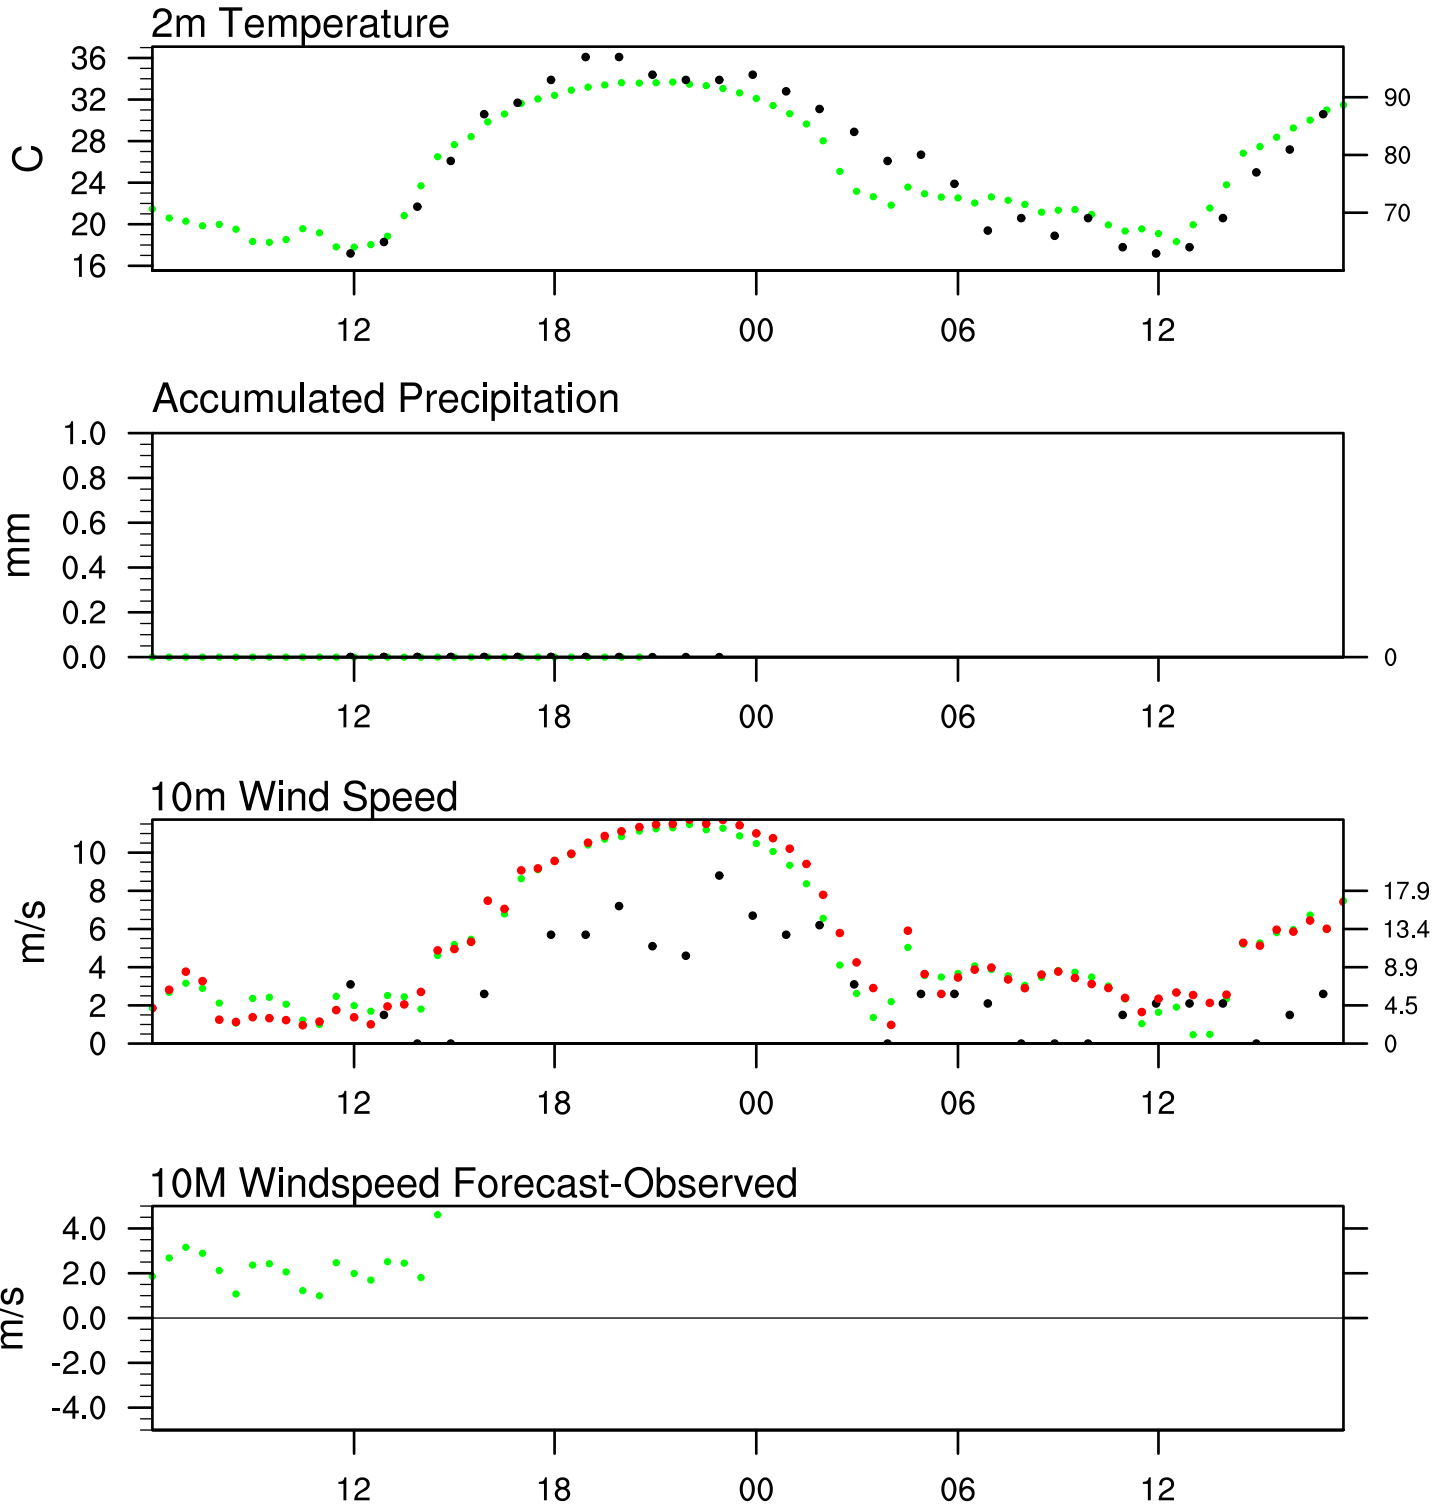 2m Temperature
36
32
28
24
20
16
C
90
80
70
12 18 00 06 12
Accumulated Precipitation
1.0
0.8
0.6
0.4
0.2
0.0
mm
0
12 18 00 06 12
10m Wind Speed
10
8
6
4
2
0
m/s
17.9
13.4
8.9
4.5
0
12 18 00 06 12
10M Windspeed Forecast-Observed
4.0
2.0
0.0
-2.0
-4.0
m/s
12 18 00 06 12